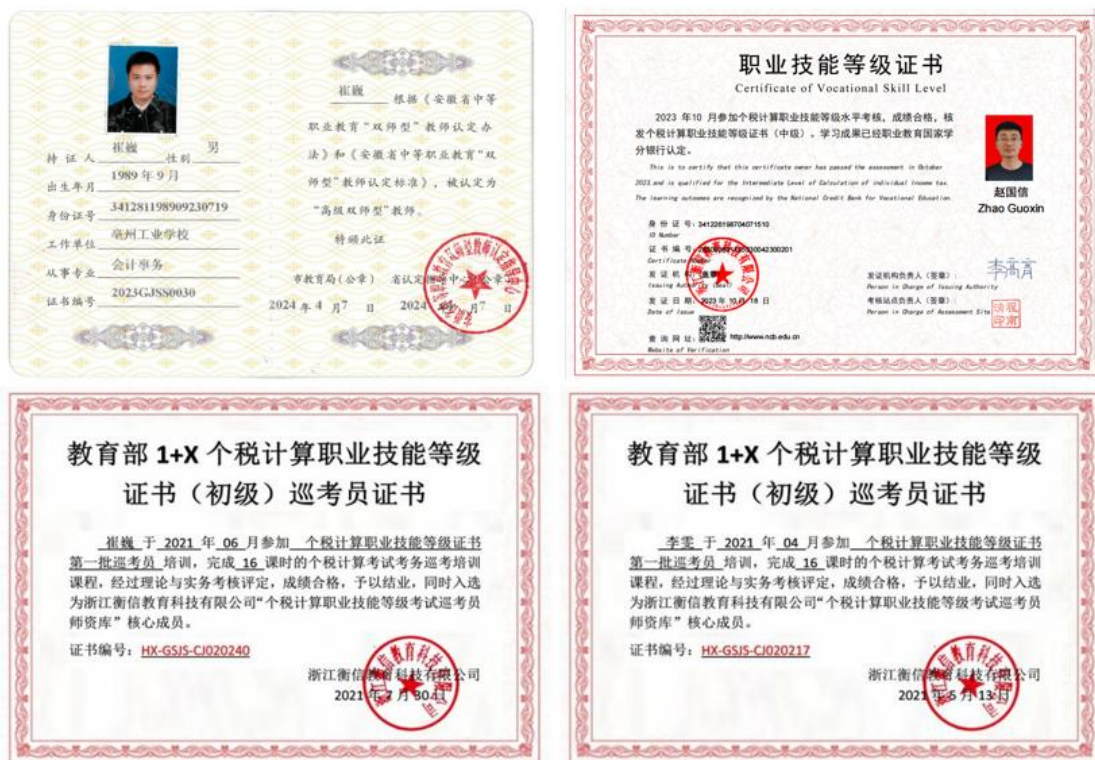 持证人 崔巍 性别 男
出生年月 1989年9月
身份证号 341281198909230719
工作单位 亳州工业学校
从事专业 会计事务
证书编号 2023GJSS0030
崔巍 根据《安徽省中等
职业教育“双师型”教师认定办
法》和《安徽省中等职业教育“双
师型”教师认定标准》，被认定为
“高级双师型”教师。
特颁此证
市教育局（公章）
2024年4月7日
职业技能等级证书
Certificate of Vocational Skill Level
2023 年10 月参加个税计算职业技能等级水平考核，成绩合格，核
发个税计算职业技能等级证书（中级）。学习成果已经职业教育国家学
分银行认定。
This is to certify that this certificate owner has passed the assessment in October
2023,and is qualified for the Intermediate Level of Calculation of individual income tax.
The learning outcomes are recognized by the National Credit Bank for Vocational Education.
赵国信
Zhao Guoxin
身份证号：341226198704071510
ID Number
证书编号：
发证机构
发证日期：2023年10月18日
Date of Issue
查询网址： http://www.ncb.edu.cn
Website of Verification
发证机构负责人（签章）：
Person in Charge of Issuing Authority
考核站点负责人（签章）：
Person in Charge of Assessment Site
教育部 1+X 个税计算职业技能等级
证书（初级）巡考员证书
崔巍 于 2021 年 06 月参加 个税计算职业技能等级证书
第一批巡考员 培训，完成 16 课时的个税计算考试考务巡考培训
课程，经过理论与实务考核评定，成绩合格，予以结业，同时入选
为浙江衡信教育科技有限公司“个税计算职业技能等级考试巡考员
师资库”核心成员。
证书编号：HX-GSJS-CJ020240
浙江衡信教育科技有限公司
2021年7月30日
教育部 1+X 个税计算职业技能等级
证书（初级）巡考员证书
李雯 于 2021 年 04 月参加 个税计算职业技能等级证书
第一批巡考员 培训，完成 16 课时的个税计算考试考务巡考培训
课程，经过理论与实务考核评定，成绩合格，予以结业，同时入选
为浙江衡信教育科技有限公司“个税计算职业技能等级考试巡考员
师资库”核心成员。
证书编号：HX-GSJS-CJ020217
浙江衡信教育科技有限公司
2021年5月13日